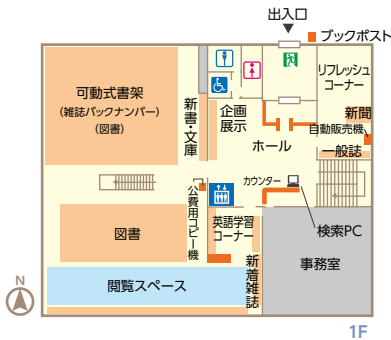 出入口
ブックポスト
可動式書架
(雑誌バックナンバー)
(図書)
新書・文庫
企画
展示
ホール
リフレッシュ
コーナー
新聞
自動販売機
一般誌
カウンター
検索PC
公費用コピー機
英語学習
コーナー
図書
新着雑誌
事務室
閲覧スペース
N
1F